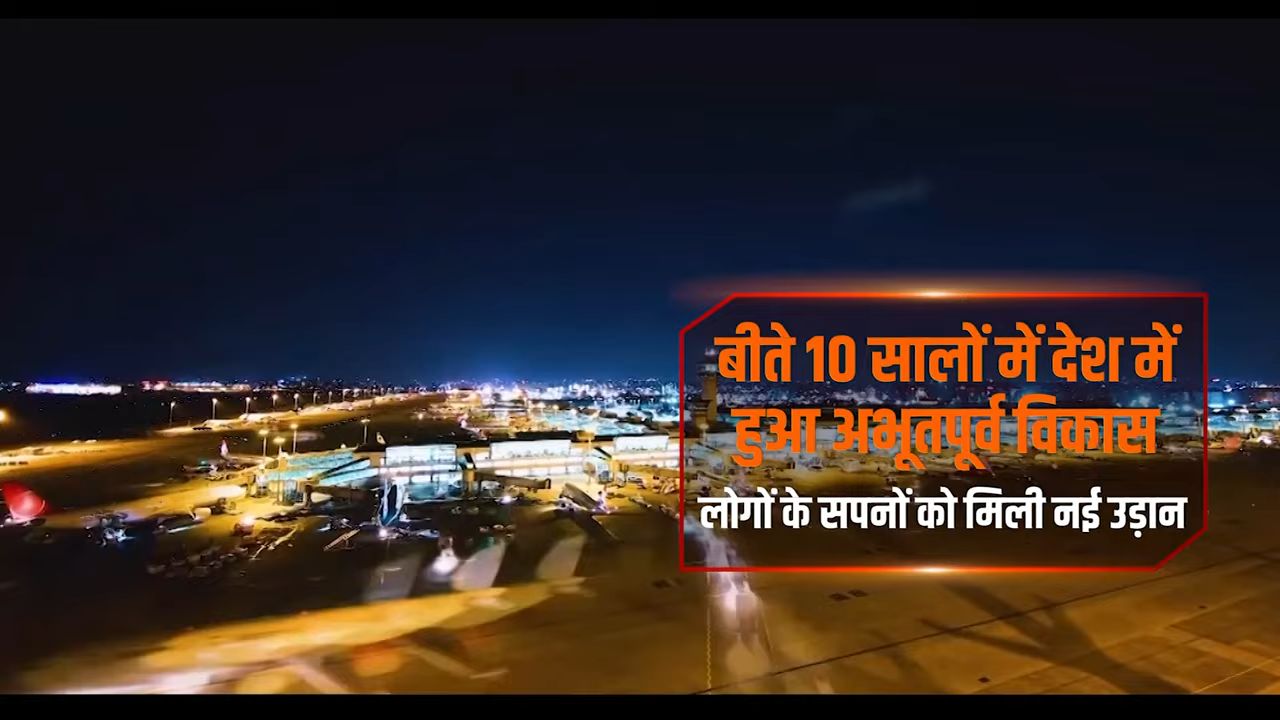 बीते 10 सालों में देश में
हुआ अभूतपूर्व विकास
लोगों के सपनों को मिली नई उड़ान